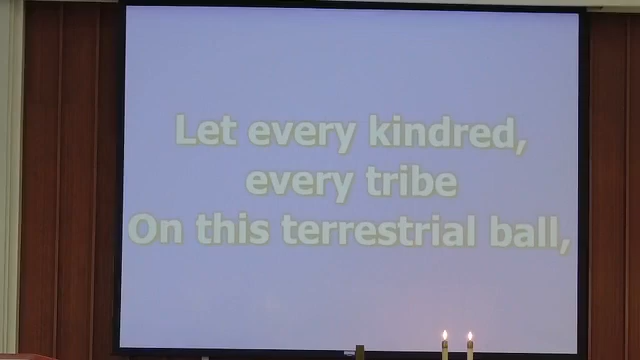 Let every kindred,
every tribe
On this terrestrial ball,